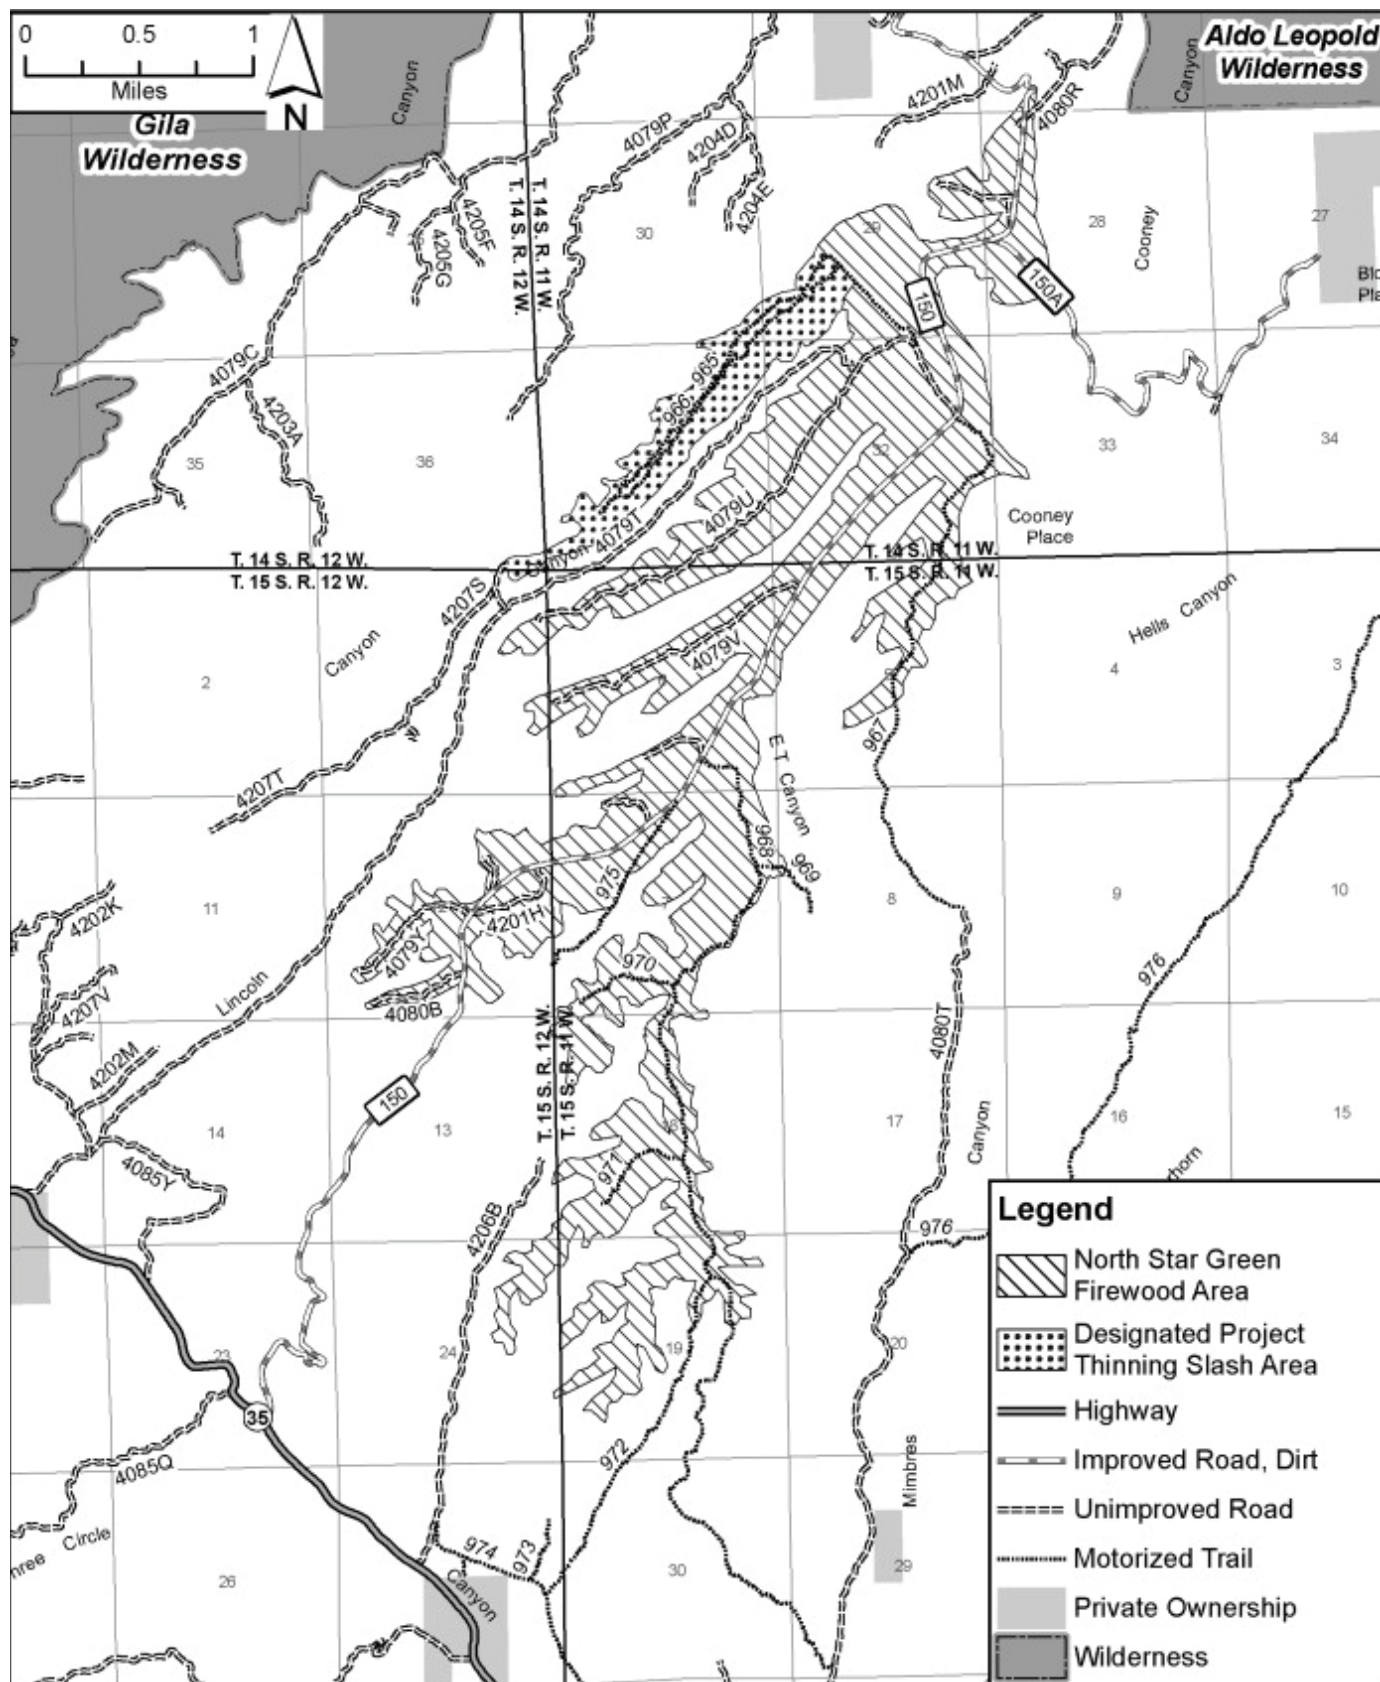 0 0.5 1
Miles
N
Gila
Wilderness
Canyon
Aldo Leopold
Wilderness
Canyon
4201M
4080R
4079P
4204D
4204E
4205F
4205G
T. 14 S. R. 12 W.
T. 14 S. R. 11 W.
30
29
28
27
Cooney
150
150A
4079C
4203A
965
966
35
36
32
33
34
4079T
4079U
Canyon
Cooney
Place
T. 14 S. R. 12 W.
T. 15 S. R. 12 W.
T. 14 S. R. 11 W.
T. 15 S. R. 11 W.
4207S
Canyon
Hells Canyon
2
4079V
4
3
967
E T Canyon
4207T
968
969
975
11
8
9
10
4202K
4201H
4079Y
4080B
970
976
Lincoln
4207V
4202M
4080T
T. 15 S. R. 12 W.
T. 15 S. R. 11 W.
150
14
13
18
17
16
15
Canyon
4085Y
971
4206B
976
23
24
19
20
35
4085Q
972
Mimbres
Circle
974
973
26
Canyon
30
29
Legend
North Star Green
Firewood Area
Designated Project
Thinning Slash Area
Highway
Improved Road, Dirt
Unimproved Road
Motorized Trail
Private Ownership
Wilderness